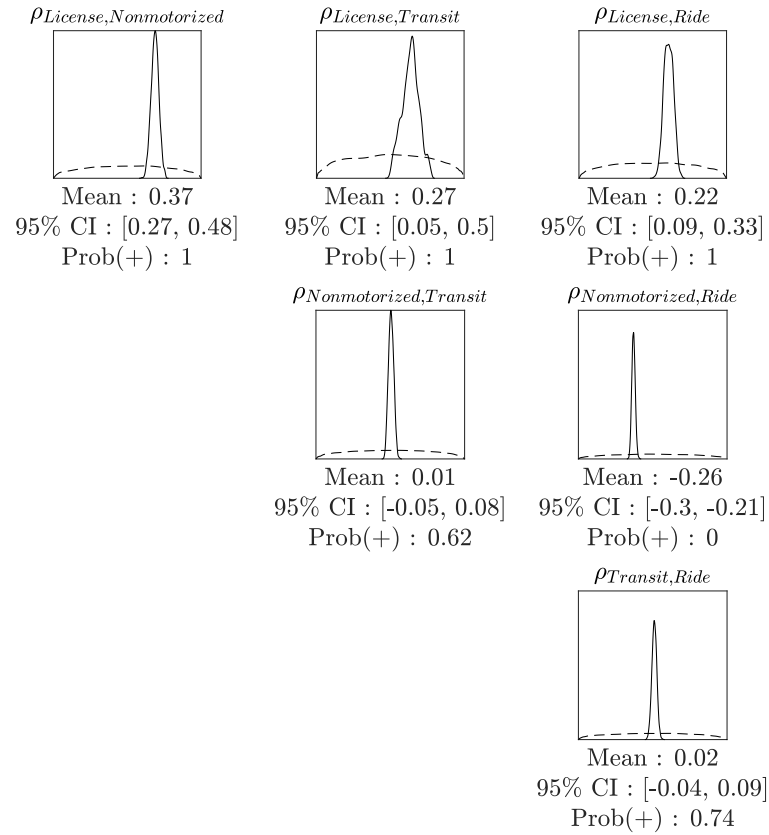 ρLicense,Nonmotorized
Mean : 0.37
95% CI : [0.27, 0.48]
Prob(+) : 1
ρLicense,Transit
Mean : 0.27
95% CI : [0.05, 0.5]
Prob(+) : 1
ρLicense,Ride
Mean : 0.22
95% CI : [0.09, 0.33]
Prob(+) : 1
ρNonmotorized,Transit
Mean : 0.01
95% CI : [-0.05, 0.08]
Prob(+) : 0.62
ρNonmotorized,Ride
Mean : -0.26
95% CI : [-0.3, -0.21]
Prob(+) : 0
ρTransit,Ride
Mean : 0.02
95% CI : [-0.04, 0.09]
Prob(+) : 0.74